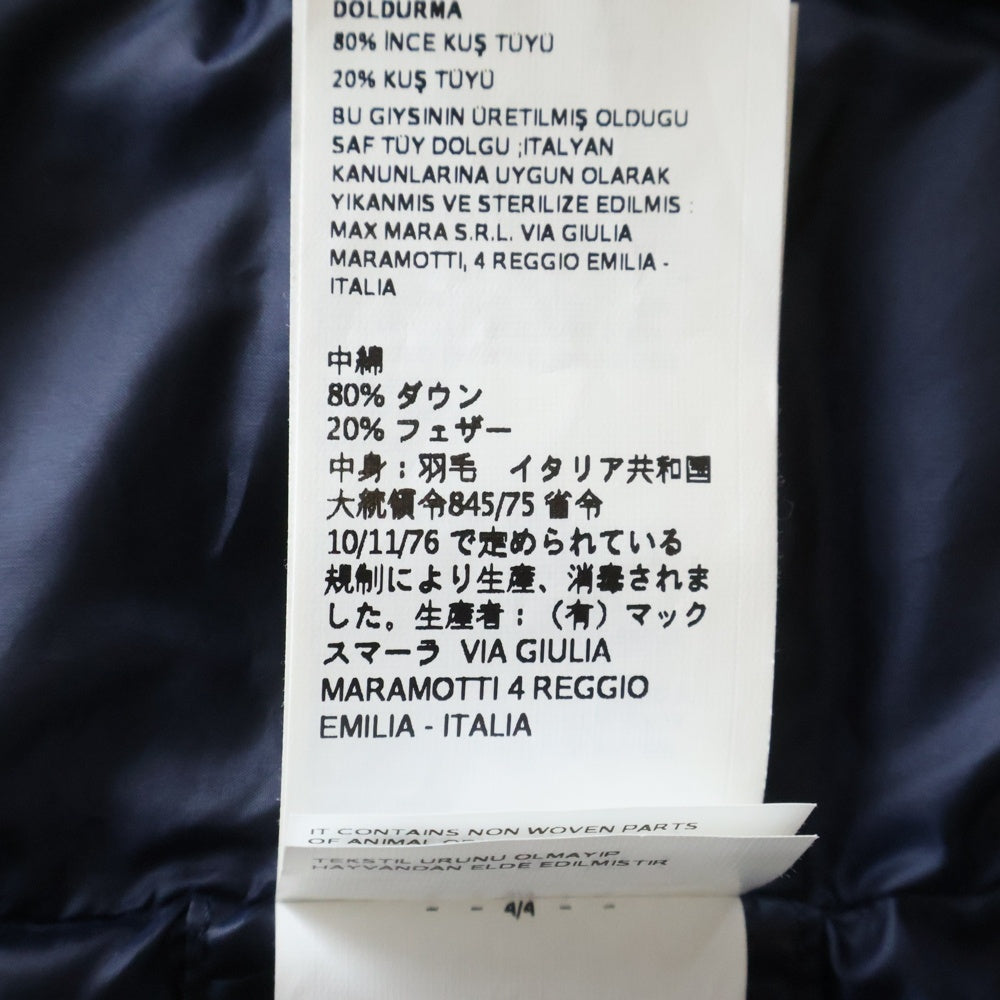 DOLDURMA
80% İNCE KUŞ TÜYÜ
20% KUŞ TÜYÜ
BU GIYSININ ÜRETILMIŞ OLDUGU
SAF TÜY DOLGU ;ITALYAN
KANUNLARINA UYGUN OLARAK
YIKANMIS VE STERILIZE EDILMIS :
MAX MARA S.R.L. VIA GIULIA
MARAMOTTI, 4 REGGIO EMILIA -
ITALIA
中綿
80% ダウン
20% フェザー
中身：羽毛　イタリア共和国
大統領令845/75 省令
10/11/76 で定められている
規制により生産、消毒されま
した。生産者：（有）マック
スマーラ VIA GIULIA
MARAMOTTI 4 REGGIO
EMILIA - ITALIA
IT CONTAINS NON WOVEN PARTS
OF ANIMAL
TEKSTIL URUNU OLMAYIP
HAYVANDAN ELDE EDILMISTIR
- - 4/4 - -